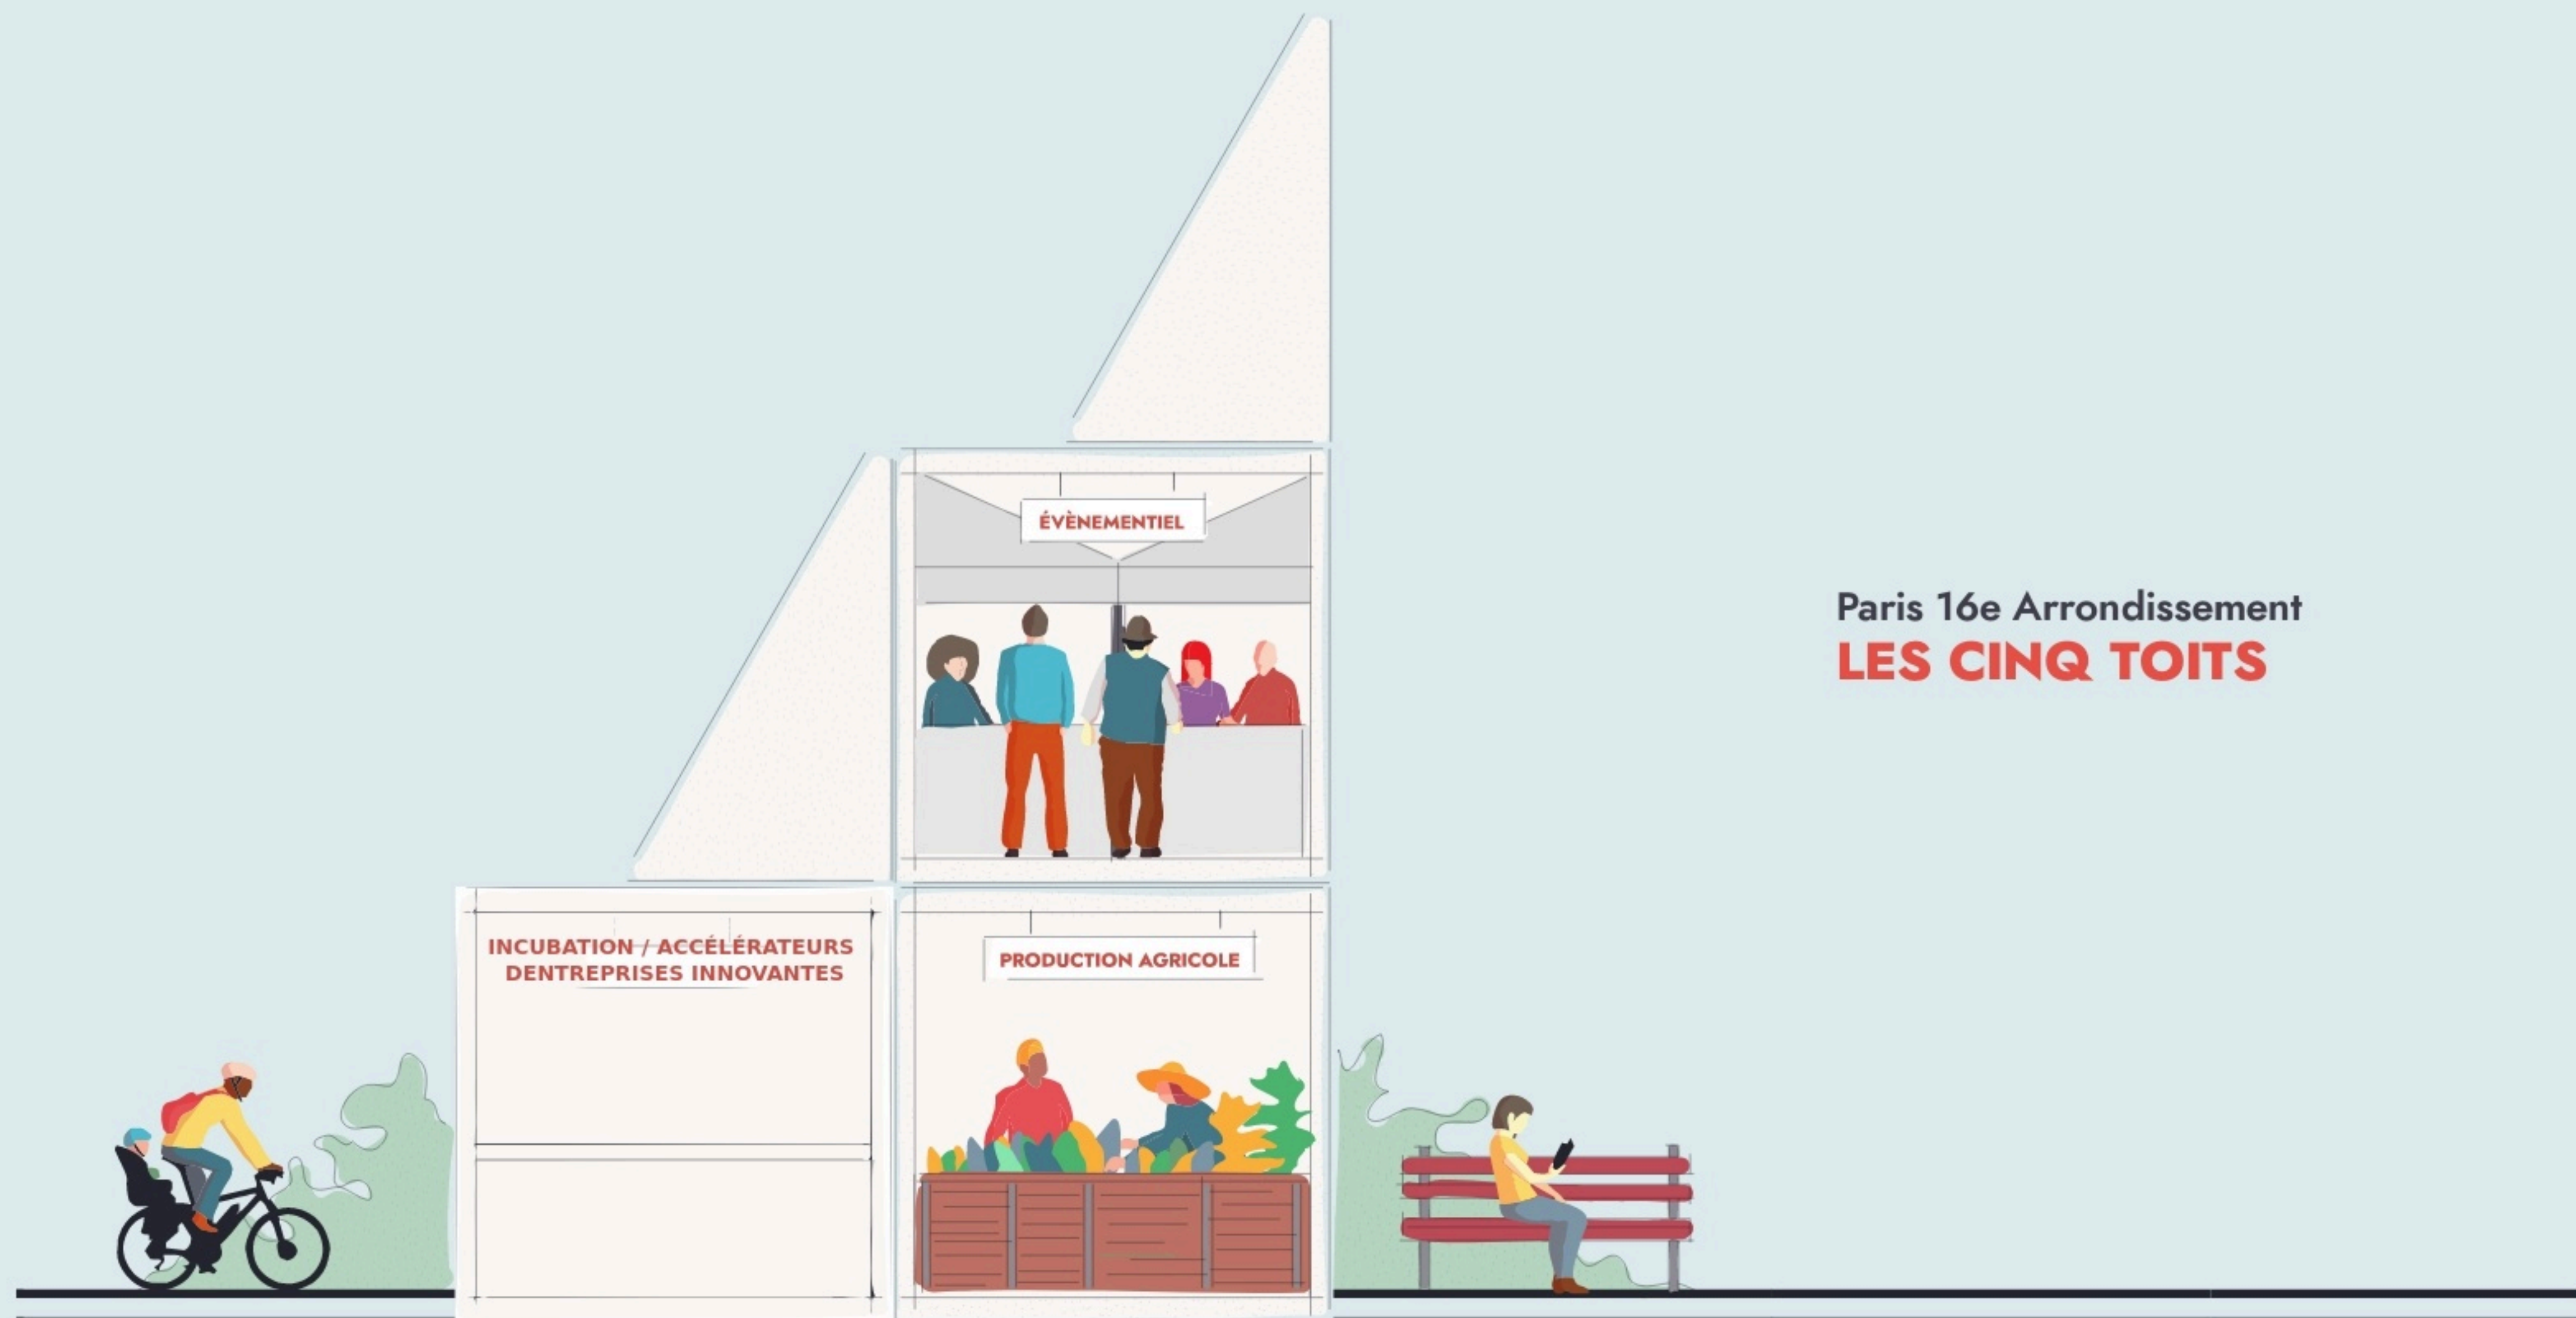 ÉVÈNEMENTIEL
Paris 16e Arrondissement
LES CINQ TOITS
INCUBATION / ACCÉLÉRATEURS
DENTREPRISES INNOVANTES
PRODUCTION AGRICOLE